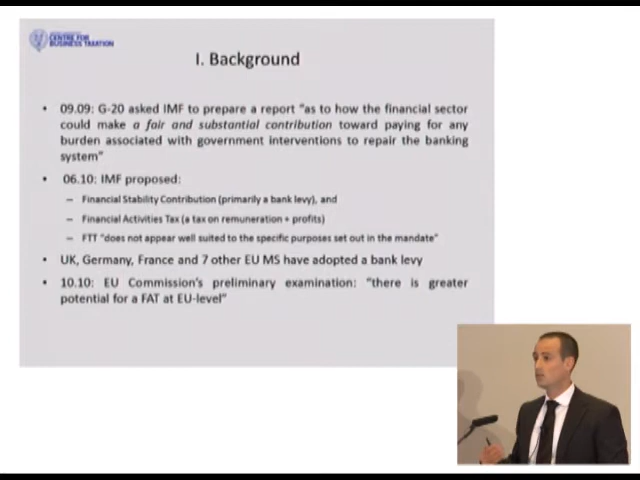 CENTRE FOR
BUSINESS TAXATION
I. Background
• 09.09: G-20 asked IMF to prepare a report "as to how the financial sector
could make a fair and substantial contribution toward paying for any
burden associated with government interventions to repair the banking
system"
• 06.10: IMF proposed:
– Financial Stability Contribution (primarily a bank levy), and
– Financial Activities Tax (a tax on remuneration + profits)
– FTT "does not appear well suited to the specific purposes set out in the mandate"
• UK, Germany, France and 7 other EU MS have adopted a bank levy
• 10.10: EU Commission's preliminary examination: "there is greater
potential for a FAT at EU-level"